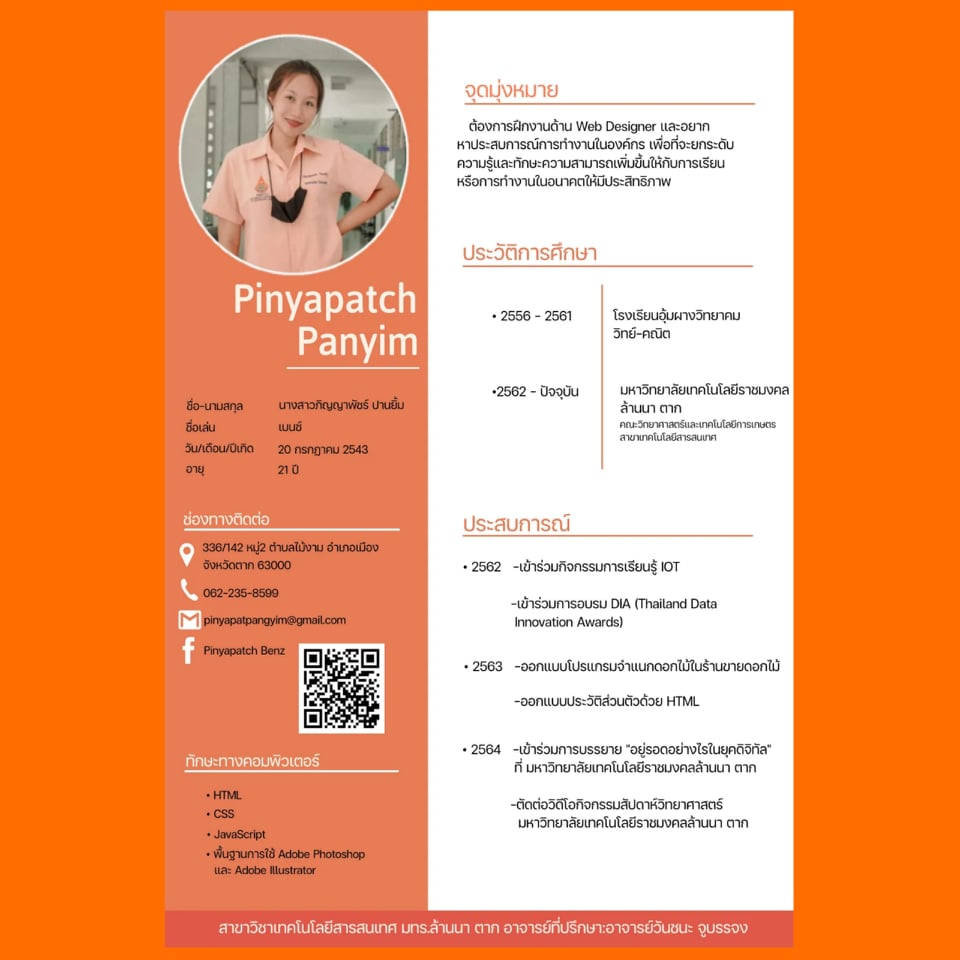 Pinyapatch
Panyim
ชื่อ-นามสกุล นางสาวภิญญาพัชร์ ปานยิ้ม
ชื่อเล่น เบนซ์
วัน/เดือน/ปีเกิด 20 กรกฎาคม 2543
อายุ 21 ปี
ช่องทางติดต่อ
336/142 หมู่2 ตำบลไม้งาม อำเภอเมือง
จังหวัดตาก 63000
062-235-8599
pinyapatpangyim@gmail.com
Pinyapatch Benz
ทักษะทางคอมพิวเตอร์
• HTML
• CSS
• JavaScript
• พื้นฐานการใช้ Adobe Photoshop
และ Adobe Illustrator
จุดมุ่งหมาย
ต้องการฝึกงานด้าน Web Designer และอยาก
หาประสบการณ์การทำงานในองค์กร เพื่อที่จะยกระดับ
ความรู้และทักษะความสามารถเพิ่มขึ้นให้กับการเรียน
หรือการทำงานในอนาคตให้มีประสิทธิภาพ
ประวัติการศึกษา
• 2556 - 2561 โรงเรียนอุ้มผางวิทยาคม
วิทย์-คณิต
•2562 - ปัจจุบัน มหาวิทยาลัยเทคโนโลยีราชมงคล
ล้านนา ตาก
คณะวิทยาศาสตร์และเทคโนโลยีการเกษตร
สาขาเทคโนโลยีสารสนเทศ
ประสบการณ์
• 2562 -เข้าร่วมกิจกรรมการเรียนรู้ IOT
-เข้าร่วมการอบรม DIA (Thailand Data
Innovation Awards)
• 2563 -ออกแบบโปรแกรมจำแนกดอกไม้ในร้านขายดอกไม้
-ออกแบบประวัติส่วนตัวด้วย HTML
• 2564 -เข้าร่วมการบรรยาย "อยู่รอดอย่างไรในยุคดิจิทัล"
ที่ มหาวิทยาลัยเทคโนโลยีราชมงคลล้านนา ตาก
-ตัดต่อวิดีโอกิจกรรมสัปดาห์วิทยาศาสตร์
มหาวิทยาลัยเทคโนโลยีราชมงคลล้านนา ตาก
สาขาวิชาเทคโนโลยีสารสนเทศ มทร.ล้านนา ตาก อาจารย์ที่ปรึกษา:อาจารย์วันชนะ จูบรรจง